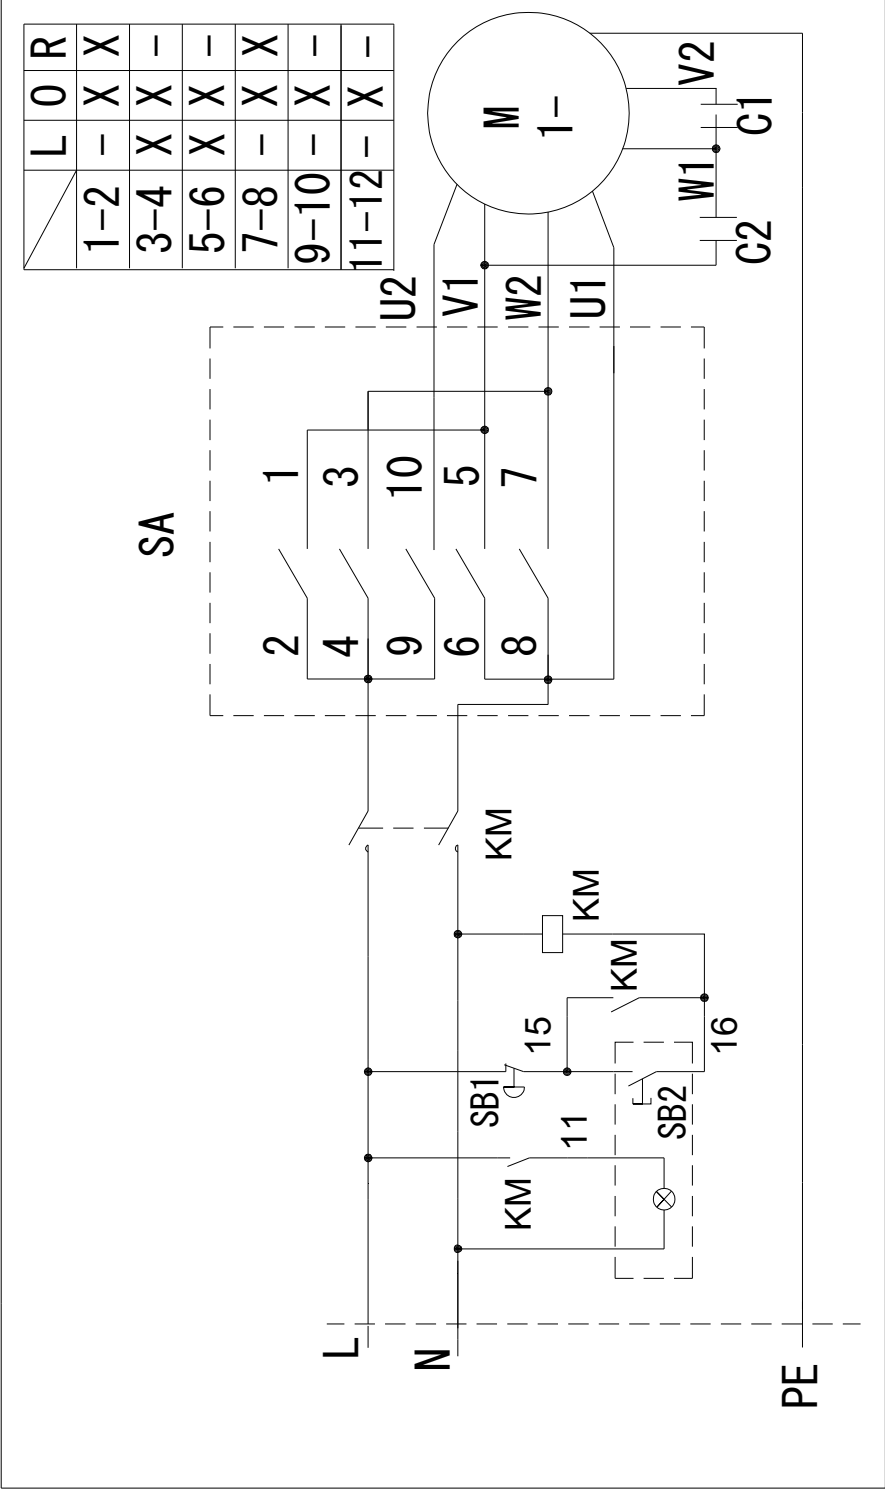 L O R
1-2 - X X
3-4 X X -
5-6 X X -
7-8 - X X
9-10 - X -
11-12 - X -
SA
2 1
L
4 3
9 10
U2
N
6 5
V1
SB1
KM
KM
8 7
W2
M
1-
15
11
KM
U1
KM
SB2
16
W1 V2
C2 C1
PE